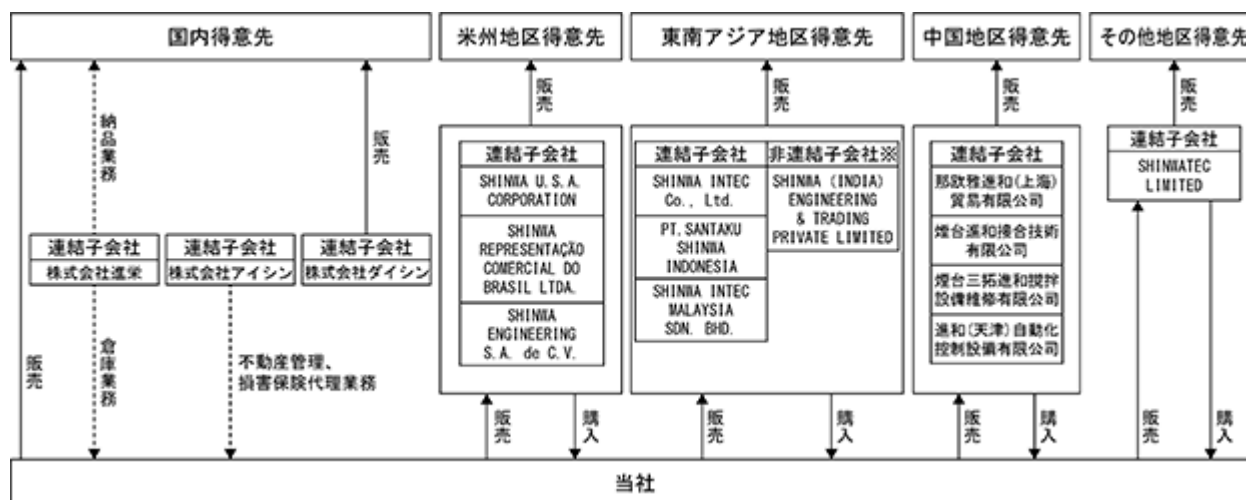 国内得意先
米州地区得意先
東南アジア地区得意先
中国地区得意先
その他地区得意先
納品業務
販売
販売
販売
販売
販売
連結子会社
株式会社進栄
連結子会社
株式会社アイシン
連結子会社
株式会社ダイシン
連結子会社
SHINWA U.S.A.
CORPORATION
SHINWA
REPRESENTAÇÃO
COMERCIAL DO
BRASIL LTDA.
SHINWA
ENGINEERING
S.A. de C.V.
連結子会社
SHINWA INTEC
Co., Ltd.
PT.SANTAKU
SHINWA
INDONESIA
SHINWA INTEC
MALAYSIA
SDN. BHD.
非連結子会社※
SHINWA (INDIA)
ENGINEERING
& TRADING
PRIVATE LIMITED
連結子会社
那欧雅進和(上海)
貿易有限公司
煙台進和接合技術
有限公司
煙台三拓進和撹拌
設備維修有限公司
進和(天津)自動化
控制設備有限公司
連結子会社
SHINWATEC
LIMITED
販売
倉庫業務
不動産管理、
損害保険代理業務
販売
購入
販売
購入
販売
購入
販売
購入
当社